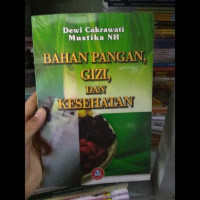 Dewi Cakrawati
Mustika NH
BAHAN PANGAN,
GIZI,
DAN
KESEHATAN